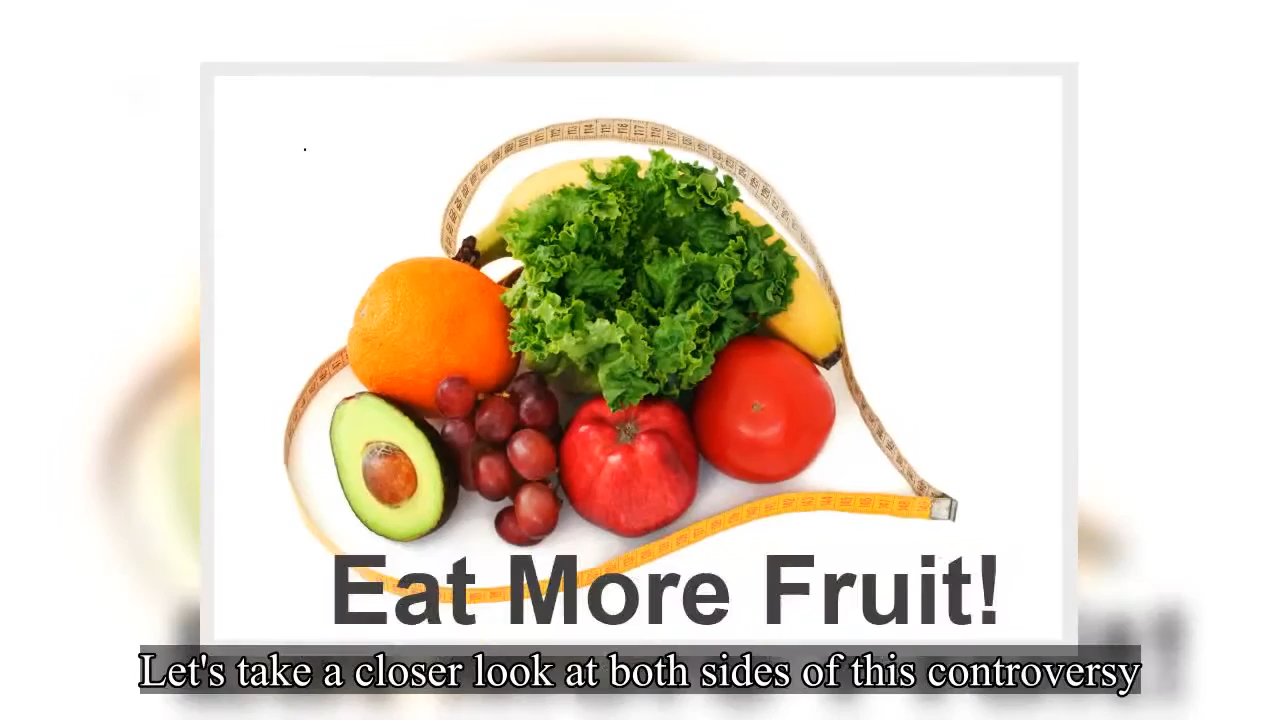 Eat More Fruit!
Let's take a closer look at both sides of this controversy